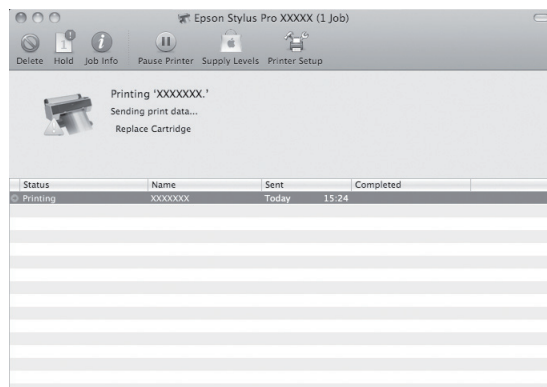 Epson Stylus Pro XXXXX (1 Job)
1
Delete Hold Job Info Pause Printer Supply Levels Printer Setup
Printing 'XXXXXXX.'
Sending print data...
Replace Cartridge
Status Name Sent Completed
Printing XXXXXXX Today 15:24